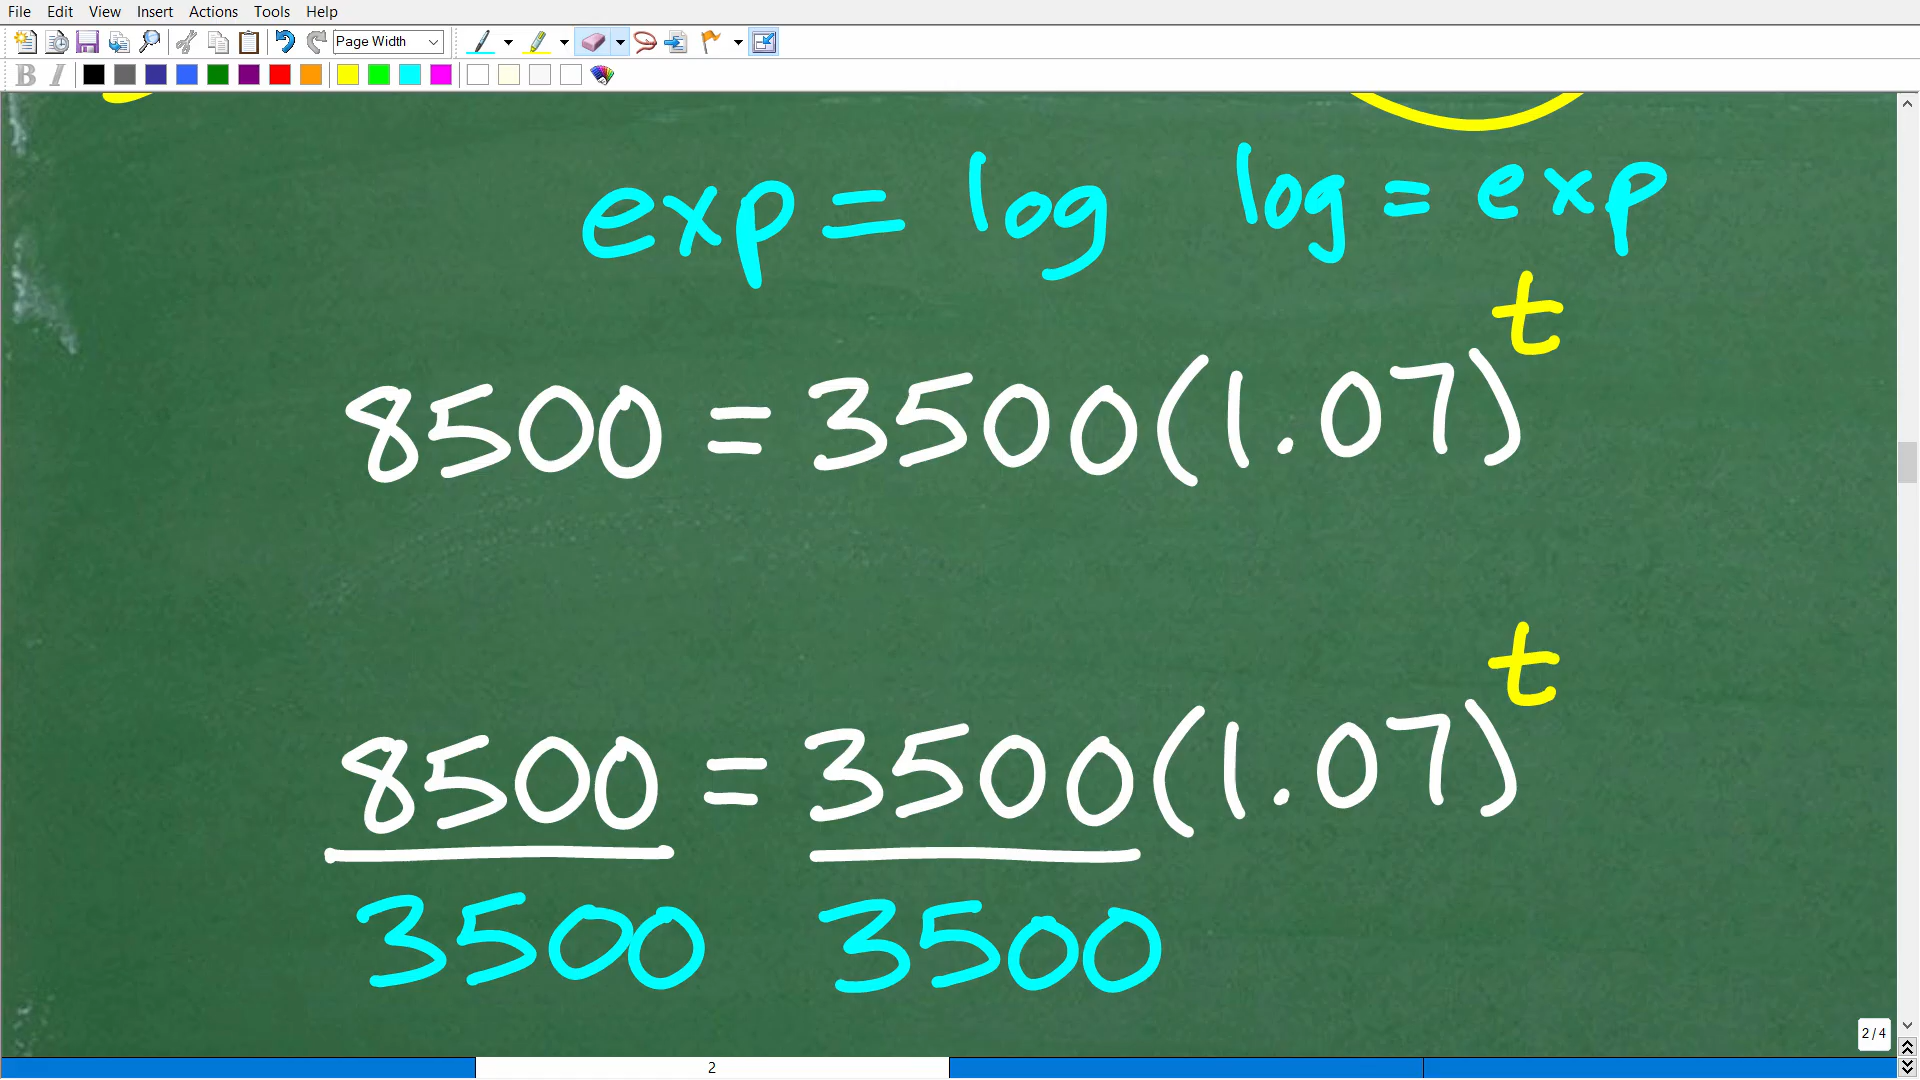 File Edit View Insert Actions Tools Help
Page Width
B I
exp = log log = exp
8500 = 3500(1.07)^t
8500 = 3500(1.07)^t
3500 3500
2 / 4
2